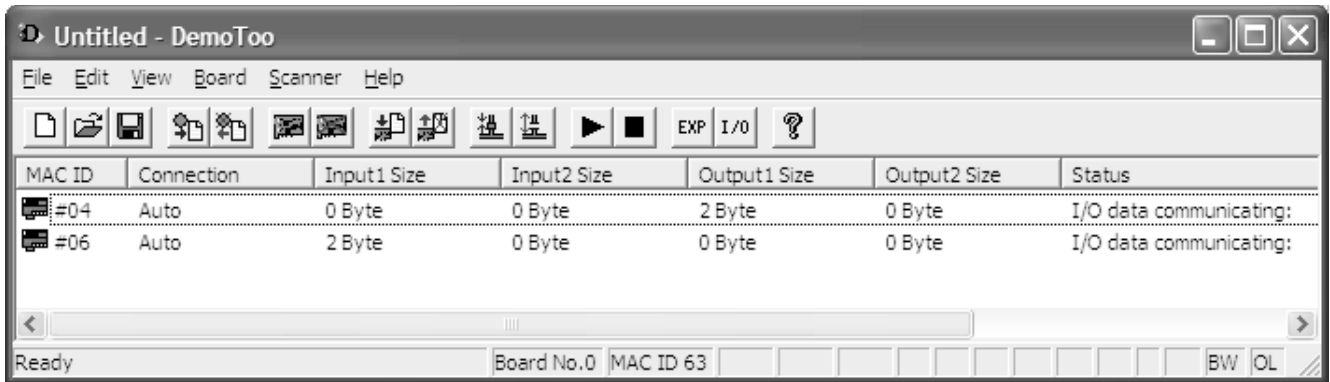 Untitled - DemoToo
File Edit View Board Scanner Help
EXP I/O
MAC ID Connection Input1 Size Input2 Size Output1 Size Output2 Size Status
#04 Auto 0 Byte 0 Byte 2 Byte 0 Byte I/O data communicating:
#06 Auto 2 Byte 0 Byte 0 Byte 0 Byte I/O data communicating:
Ready Board No.0 MAC ID 63 BW OL